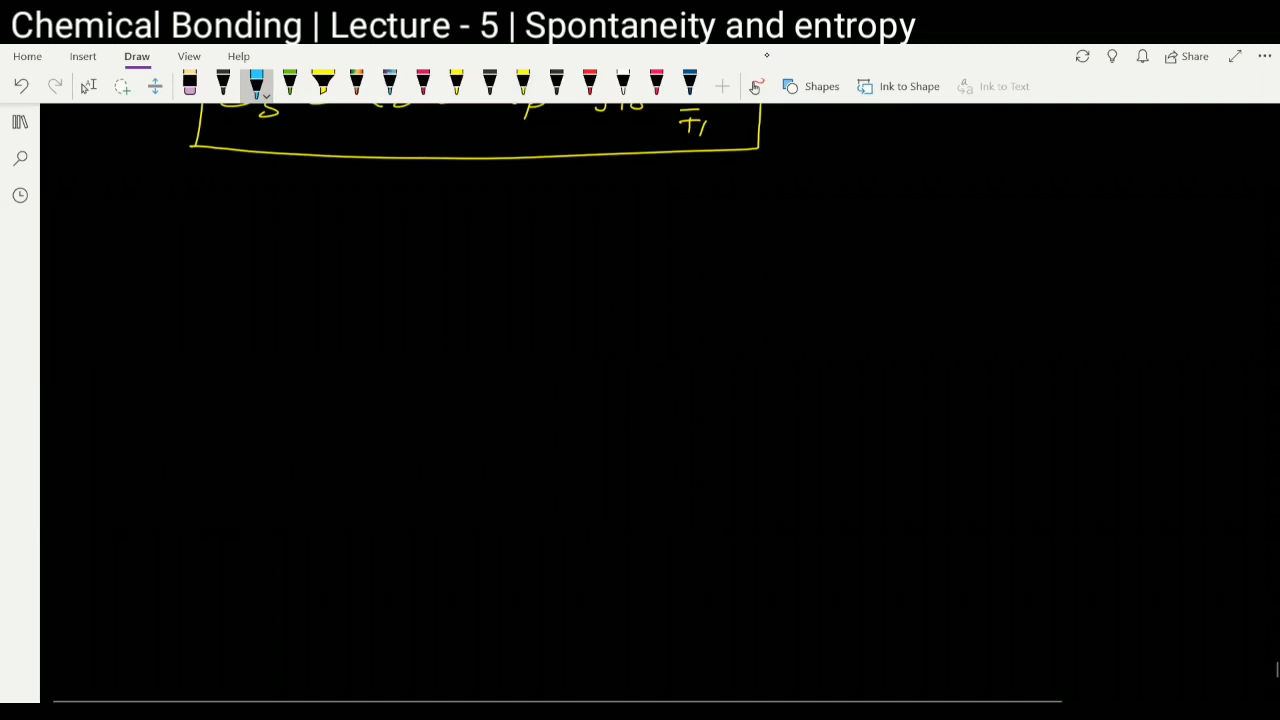 Chemical Bonding | Lecture - 5 | Spontaneity and entropy
Home Insert Draw View Help
Share
Shapes Ink to Shape Ink to Text
T1